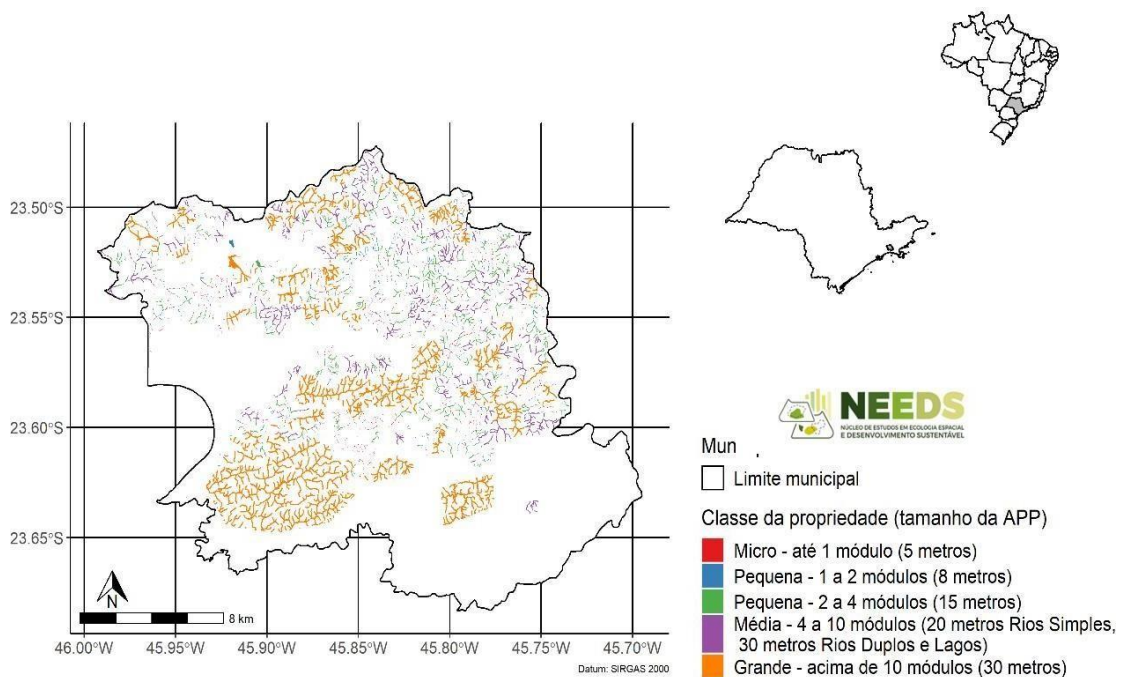 23.50°S
23.55°S
23.60°S
23.65°S
N
8 km
46.00°W 45.95°W 45.90°W 45.85°W 45.80°W 45.75°W 45.70°W
Datum: SIRGAS 2000
NEEDS
NÚCLEO DE ESTUDOS EM ECOLOGIA ESPACIAL
E DESENVOLVIMENTO SUSTENTÁVEL
Mun
Limite municipal
Classe da propriedade (tamanho da APP)
Micro - até 1 módulo (5 metros)
Pequena - 1 a 2 módulos (8 metros)
Pequena - 2 a 4 módulos (15 metros)
Média - 4 a 10 módulos (20 metros Rios Simples,
30 metros Rios Duplos e Lagos)
Grande - acima de 10 módulos (30 metros)